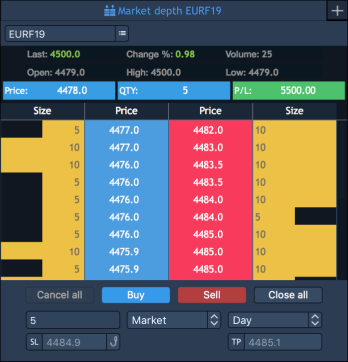 Market depth EURF19
EURF19
Last: 4500.0 Change %: 0.98 Volume: 25
Open: 4479.0 High: 4500.0 Low: 4479.0
Price: 4478.0 QTY: 5 P/L: 5500.00
Size Price Price Size
5 4477.0 4482.0 10
10 4477.0 4483.0 10
10 4476.0 4483.5 10
5 4476.0 4483.5 10
5 4476.0 4484.0 10
5 4476.0 4484.0 5
5 4476.0 4485.0 10
10 4475.9 4485.0 10
5 4475.9 4485.0 10
Cancel all Buy Sell Close all
5 Market Day
SL 4484.9 TP 4485.1